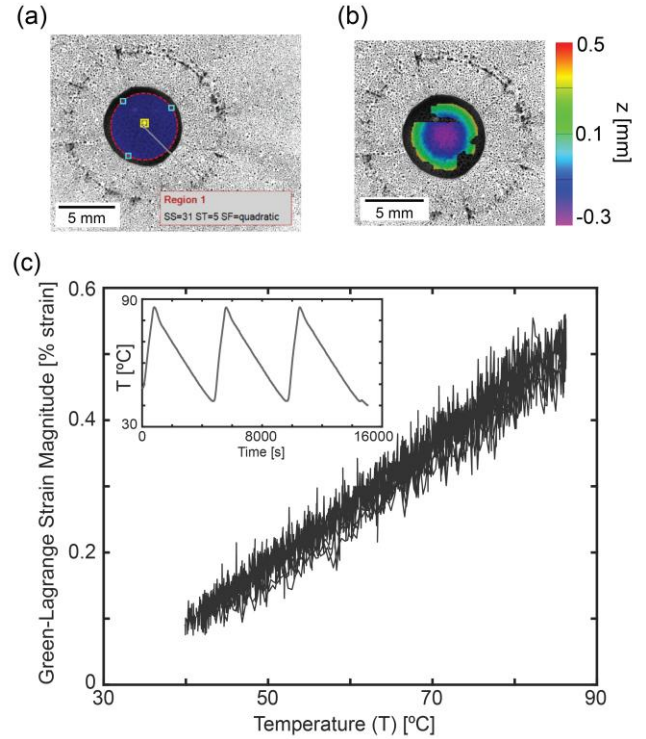 (a)
(b)
Region 1
SS=31 ST=5 SF=quadratic
5 mm
5 mm
0.5
0.1
-0.3
z [mm]
(c)
Green-Lagrange Strain Magnitude [% strain]
0.6
0.4
0.2
0
30
50
70
90
Temperature (T) [ºC]
90
30
T [ºC]
0
8000
16000
Time [s]